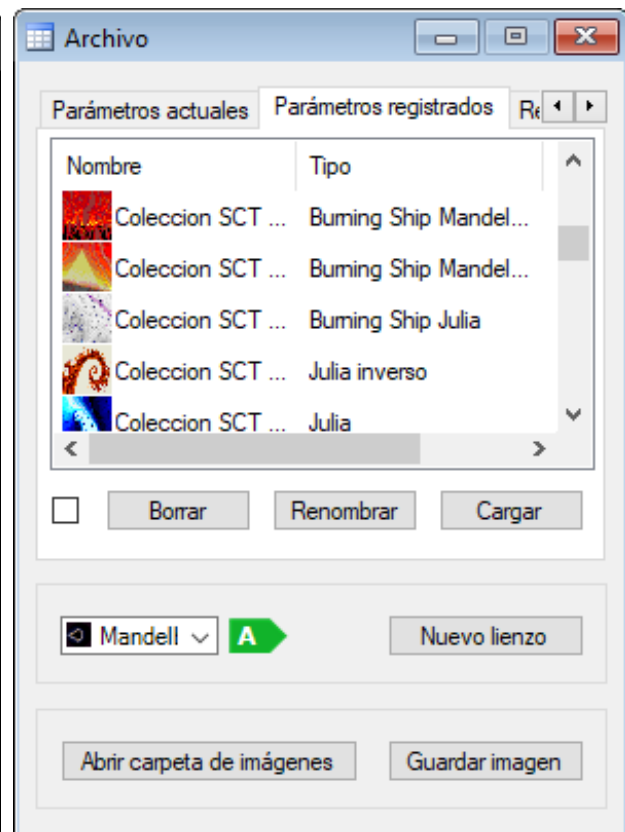 Archivo
Parámetros actuales Parámetros registrados Re
Nombre Tipo
Coleccion SCT ... Burning Ship Mandel...
Coleccion SCT ... Burning Ship Mandel...
Coleccion SCT ... Burning Ship Julia
Coleccion SCT ... Julia inverso
Coleccion SCT ... Julia
Borrar Renombrar Cargar
Mandell A Nuevo lienzo
Abrir carpeta de imágenes Guardar imagen